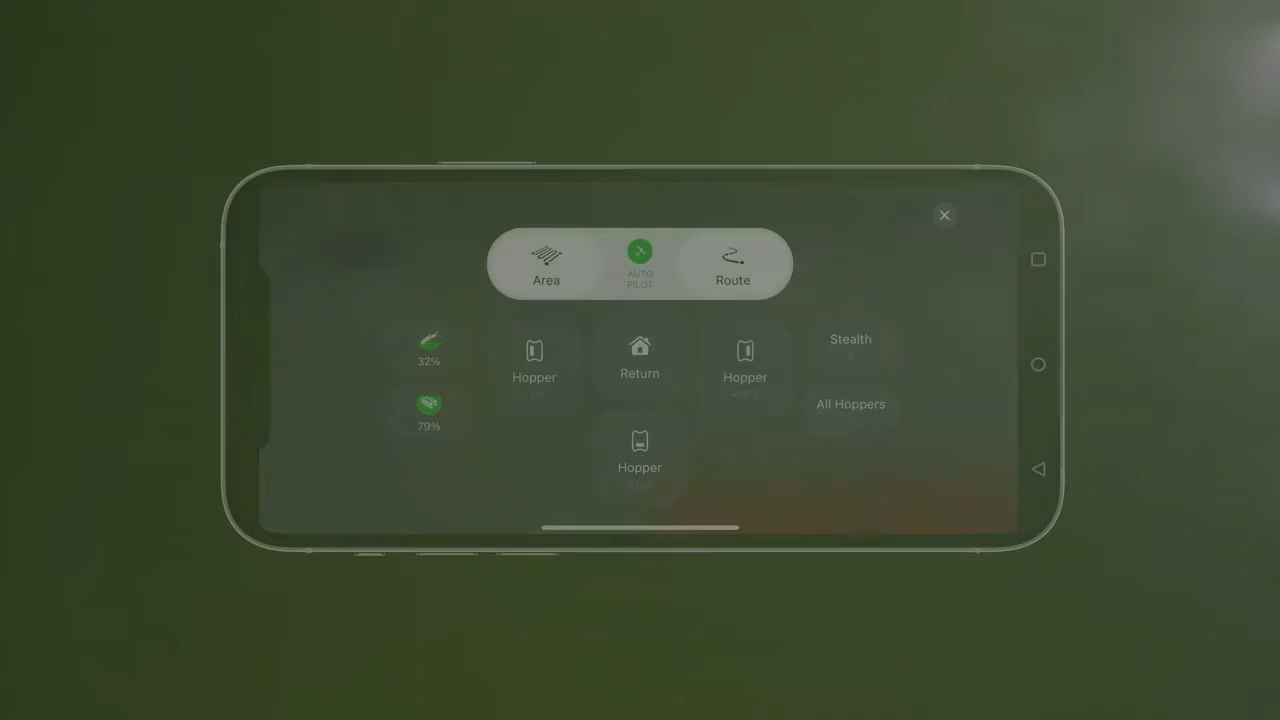 Area
AUTO
PILOT
Route
32%
Hopper
Return
Hopper
Stealth
79%
All Hoppers
Hopper